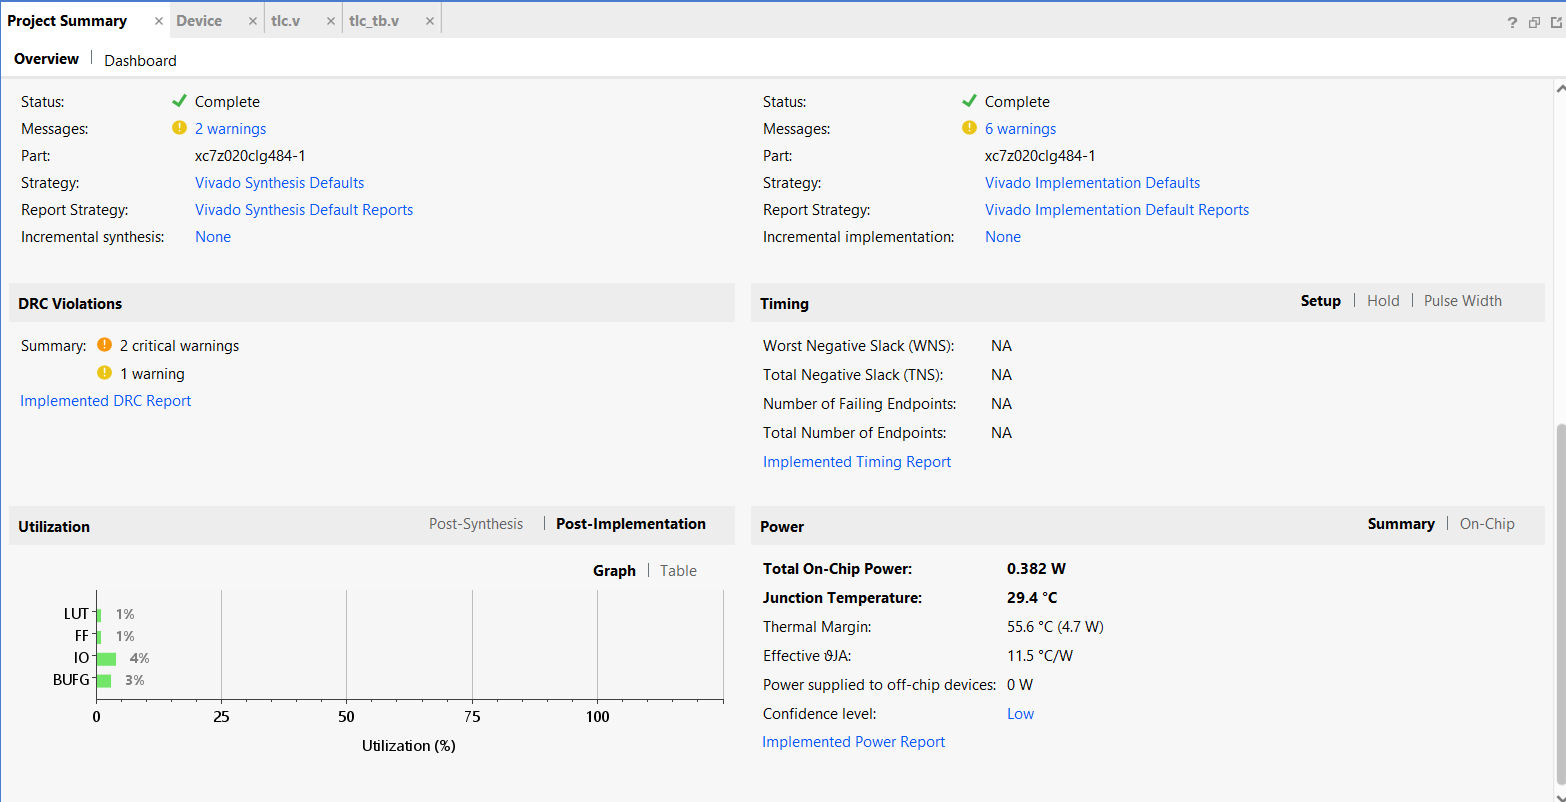 Project Summary × Device × tlc.v × tlc_tb.v × ?
Overview | Dashboard
Status: Complete
Messages: 2 warnings
Part: xc7z020clg484-1
Strategy: Vivado Synthesis Defaults
Report Strategy: Vivado Synthesis Default Reports
Incremental synthesis: None
Status: Complete
Messages: 6 warnings
Part: xc7z020clg484-1
Strategy: Vivado Implementation Defaults
Report Strategy: Vivado Implementation Default Reports
Incremental implementation: None
DRC Violations
Summary: 2 critical warnings
1 warning
Implemented DRC Report
Timing Setup | Hold | Pulse Width
Worst Negative Slack (WNS): NA
Total Negative Slack (TNS): NA
Number of Failing Endpoints: NA
Total Number of Endpoints: NA
Implemented Timing Report
Utilization Post-Synthesis | Post-Implementation
Graph | Table
LUT 1%
FF 1%
IO 4%
BUFG 3%
0 25 50 75 100
Utilization (%)
Power Summary | On-Chip
Total On-Chip Power: 0.382 W
Junction Temperature: 29.4 °C
Thermal Margin: 55.6 °C (4.7 W)
Effective ϑJA: 11.5 °C/W
Power supplied to off-chip devices: 0 W
Confidence level: Low
Implemented Power Report